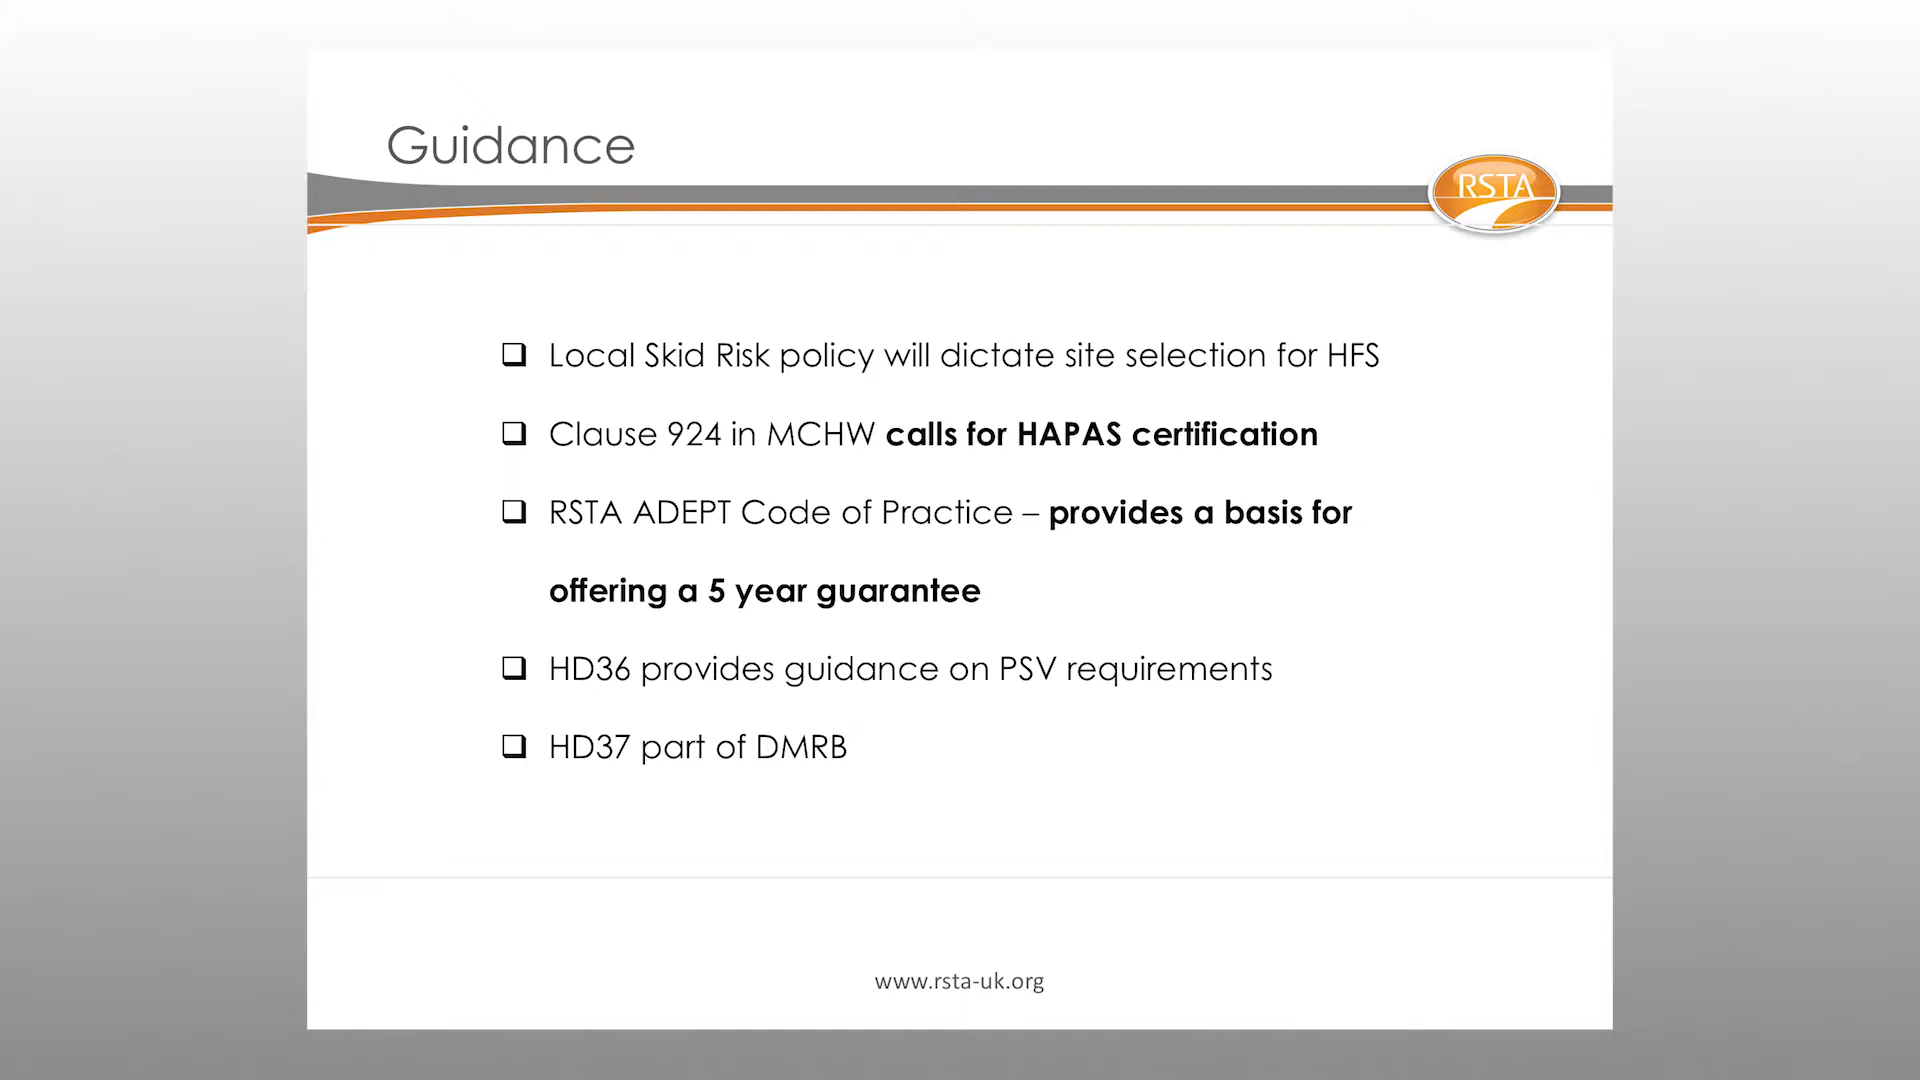 Guidance
RSTA
Local Skid Risk policy will dictate site selection for HFS
Clause 924 in MCHW calls for HAPAS certification
RSTA ADEPT Code of Practice – provides a basis for
offering a 5 year guarantee
HD36 provides guidance on PSV requirements
HD37 part of DMRB
www.rsta-uk.org